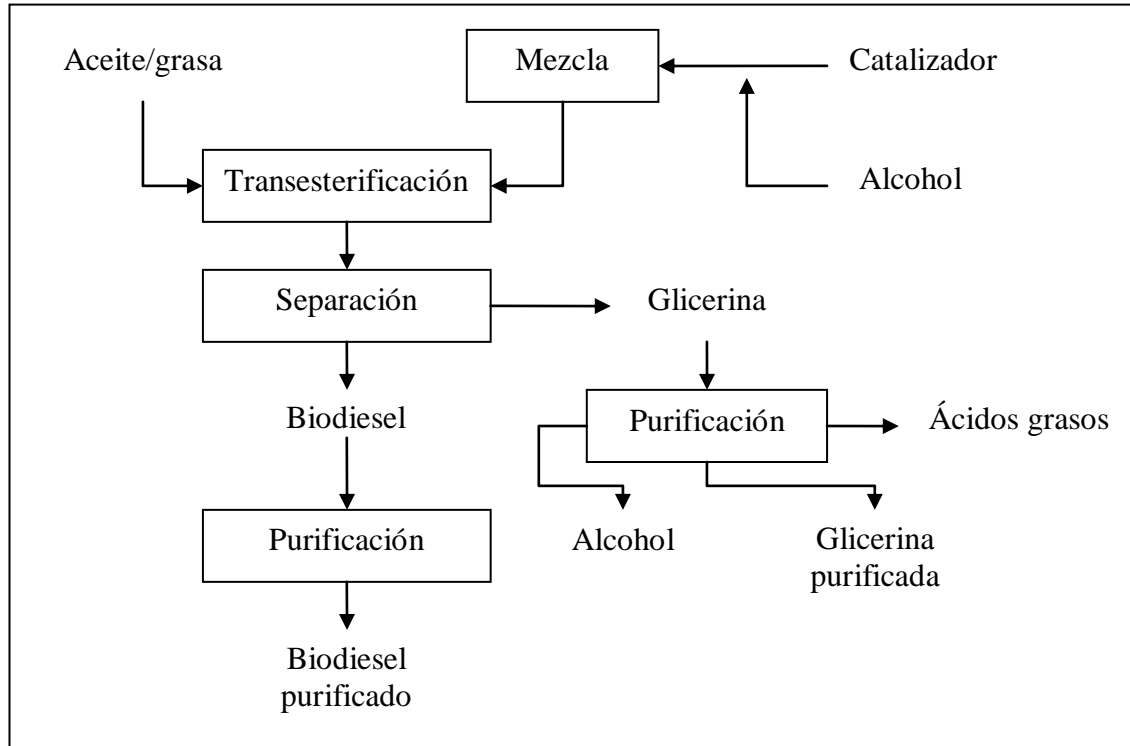 Aceite/grasa
Mezcla
Catalizador
Transesterificación
Alcohol
Separación
Glicerina
Biodiesel
Purificación
Ácidos grasos
Purificación
Alcohol
Glicerina
purificada
Biodiesel
purificado